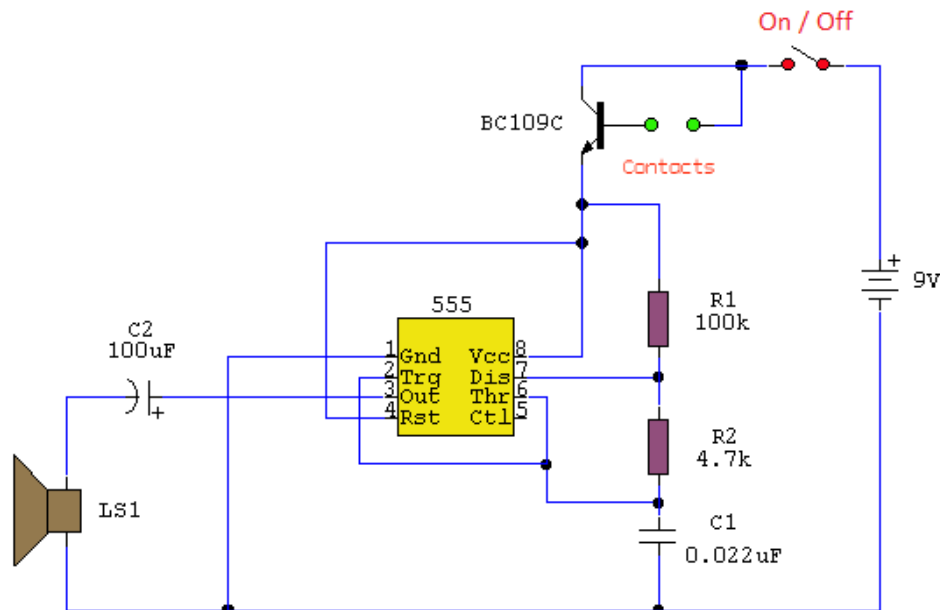 On / Off
BC109C
Contacts
+
9V
555
R1
100k
C2
100uF
1 Gnd Vcc 8
2 Trg Dis 7
3 Out Thr 6
4 Rst Ctl 5
+
R2
4.7k
LS1
C1
0.022uF